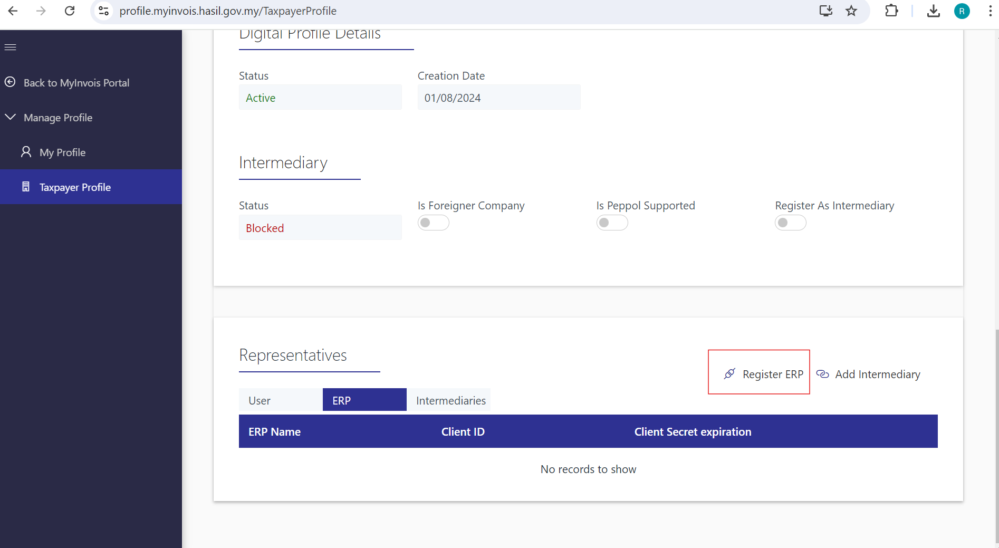 profile.myinvois.hasil.gov.my/TaxpayerProfile
R
Back to MyInvois Portal
Manage Profile
My Profile
Taxpayer Profile
Digital Profile Details
Status
Creation Date
Active
01/08/2024
Intermediary
Status
Is Foreigner Company
Is Peppol Supported
Register As Intermediary
Blocked
Representatives
Register ERP
Add Intermediary
User
ERP
Intermediaries
ERP Name
Client ID
Client Secret expiration
No records to show